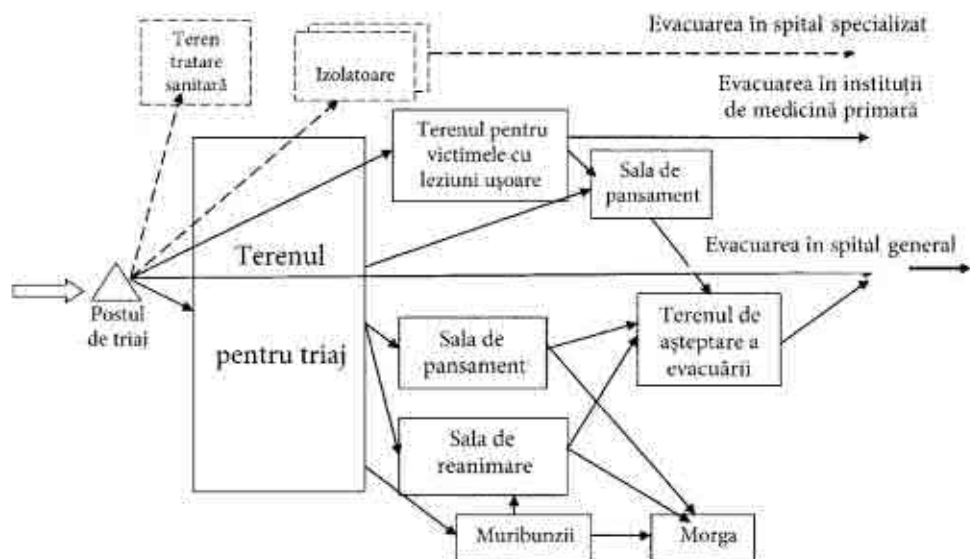 Evacuarea în spital specializat
Teren
tratare
sanitară
Izolatoare
Evacuarea în instituții
de medicină primară
Terenul pentru
victimele cu
leziuni ușoare
Sala de
pansament
Evacuarea în spital general
Terenul
pentru triaj
Postul
de triaj
Sala de
pansament
Terenul de
așteptare a
evacuării
Sala de
reanimare
Muribunzii
Morga